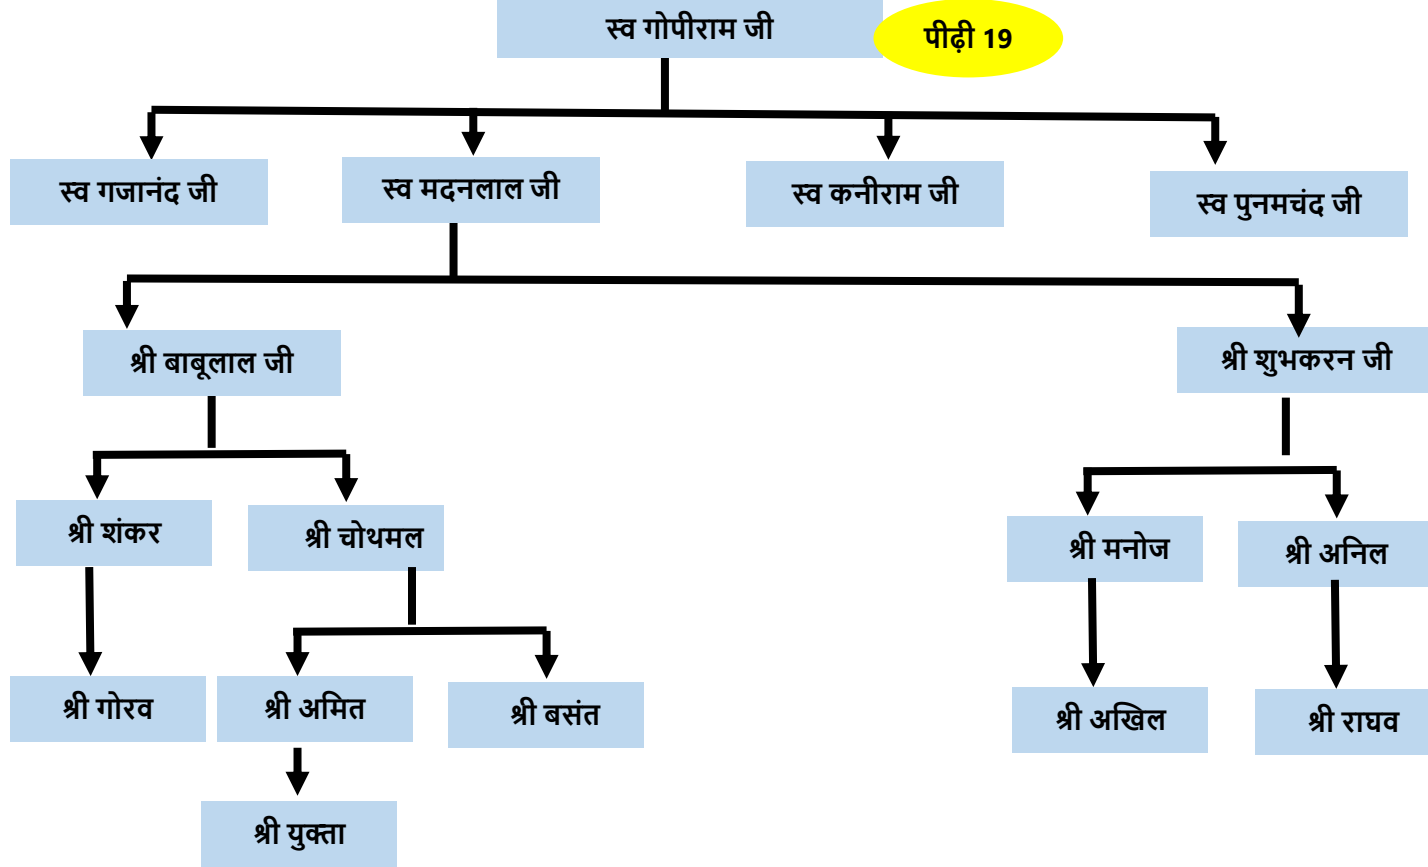 स्व गोपीराम जी
पीढ़ी 19
स्व गजानंद जी
स्व मदनलाल जी
स्व कनीराम जी
स्व पुनमचंद जी
श्री बाबूलाल जी
श्री शुभकरन जी
श्री शंकर
श्री चोथमल
श्री मनोज
श्री अनिल
श्री गोरव
श्री अमित
श्री बसंत
श्री अखिल
श्री राघव
श्री युक्ता